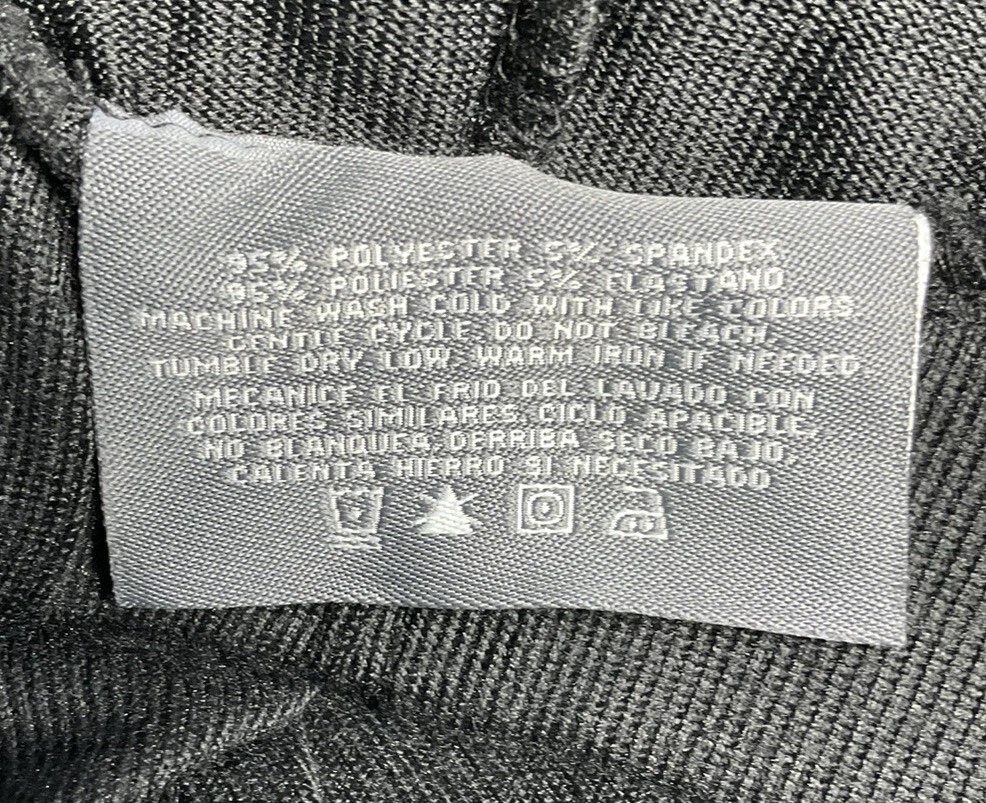 95% POLYESTER 5% SPANDEX
95% POLIESTER 5% ELASTANO
MACHINE WASH COLD WITH LIKE COLORS
GENTLE CYCLE DO NOT BLEACH.
TUMBLE DRY LOW WARM IRON IF NEEDED
MECANICE EL FRIO DEL LAVADO CON
COLORES SIMILARES. CICLO APACIBLE.
NO BLANQUEA. DERRIBA SECO BAJO.
CALENTA HIERRO SI NECESITADO